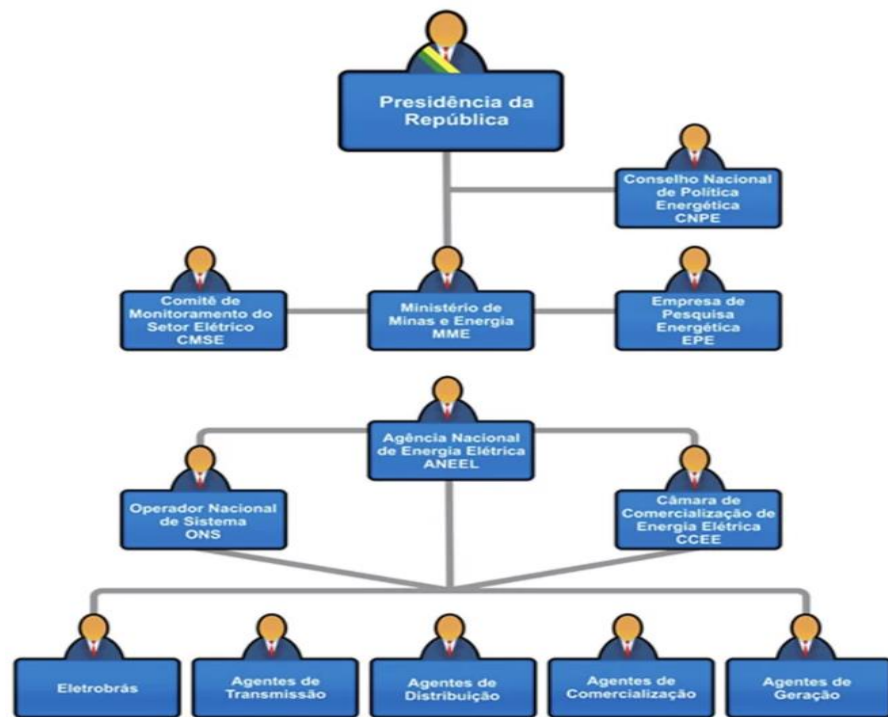 Presidência da
República
Conselho Nacional
de Política
Energética
CNPE
Comitê de
Monitoramento do
Setor Elétrico
CMSE
Ministério de
Minas e Energia
MME
Empresa de
Pesquisa
Energética
EPE
Agência Nacional
de Energia Elétrica
ANEEL
Operador Nacional
de Sistema
ONS
Câmara de
Comercialização de
Energia Elétrica
CCEE
Eletrobrás
Agentes de
Transmissão
Agentes de
Distribuição
Agentes de
Comercialização
Agentes de
Geração